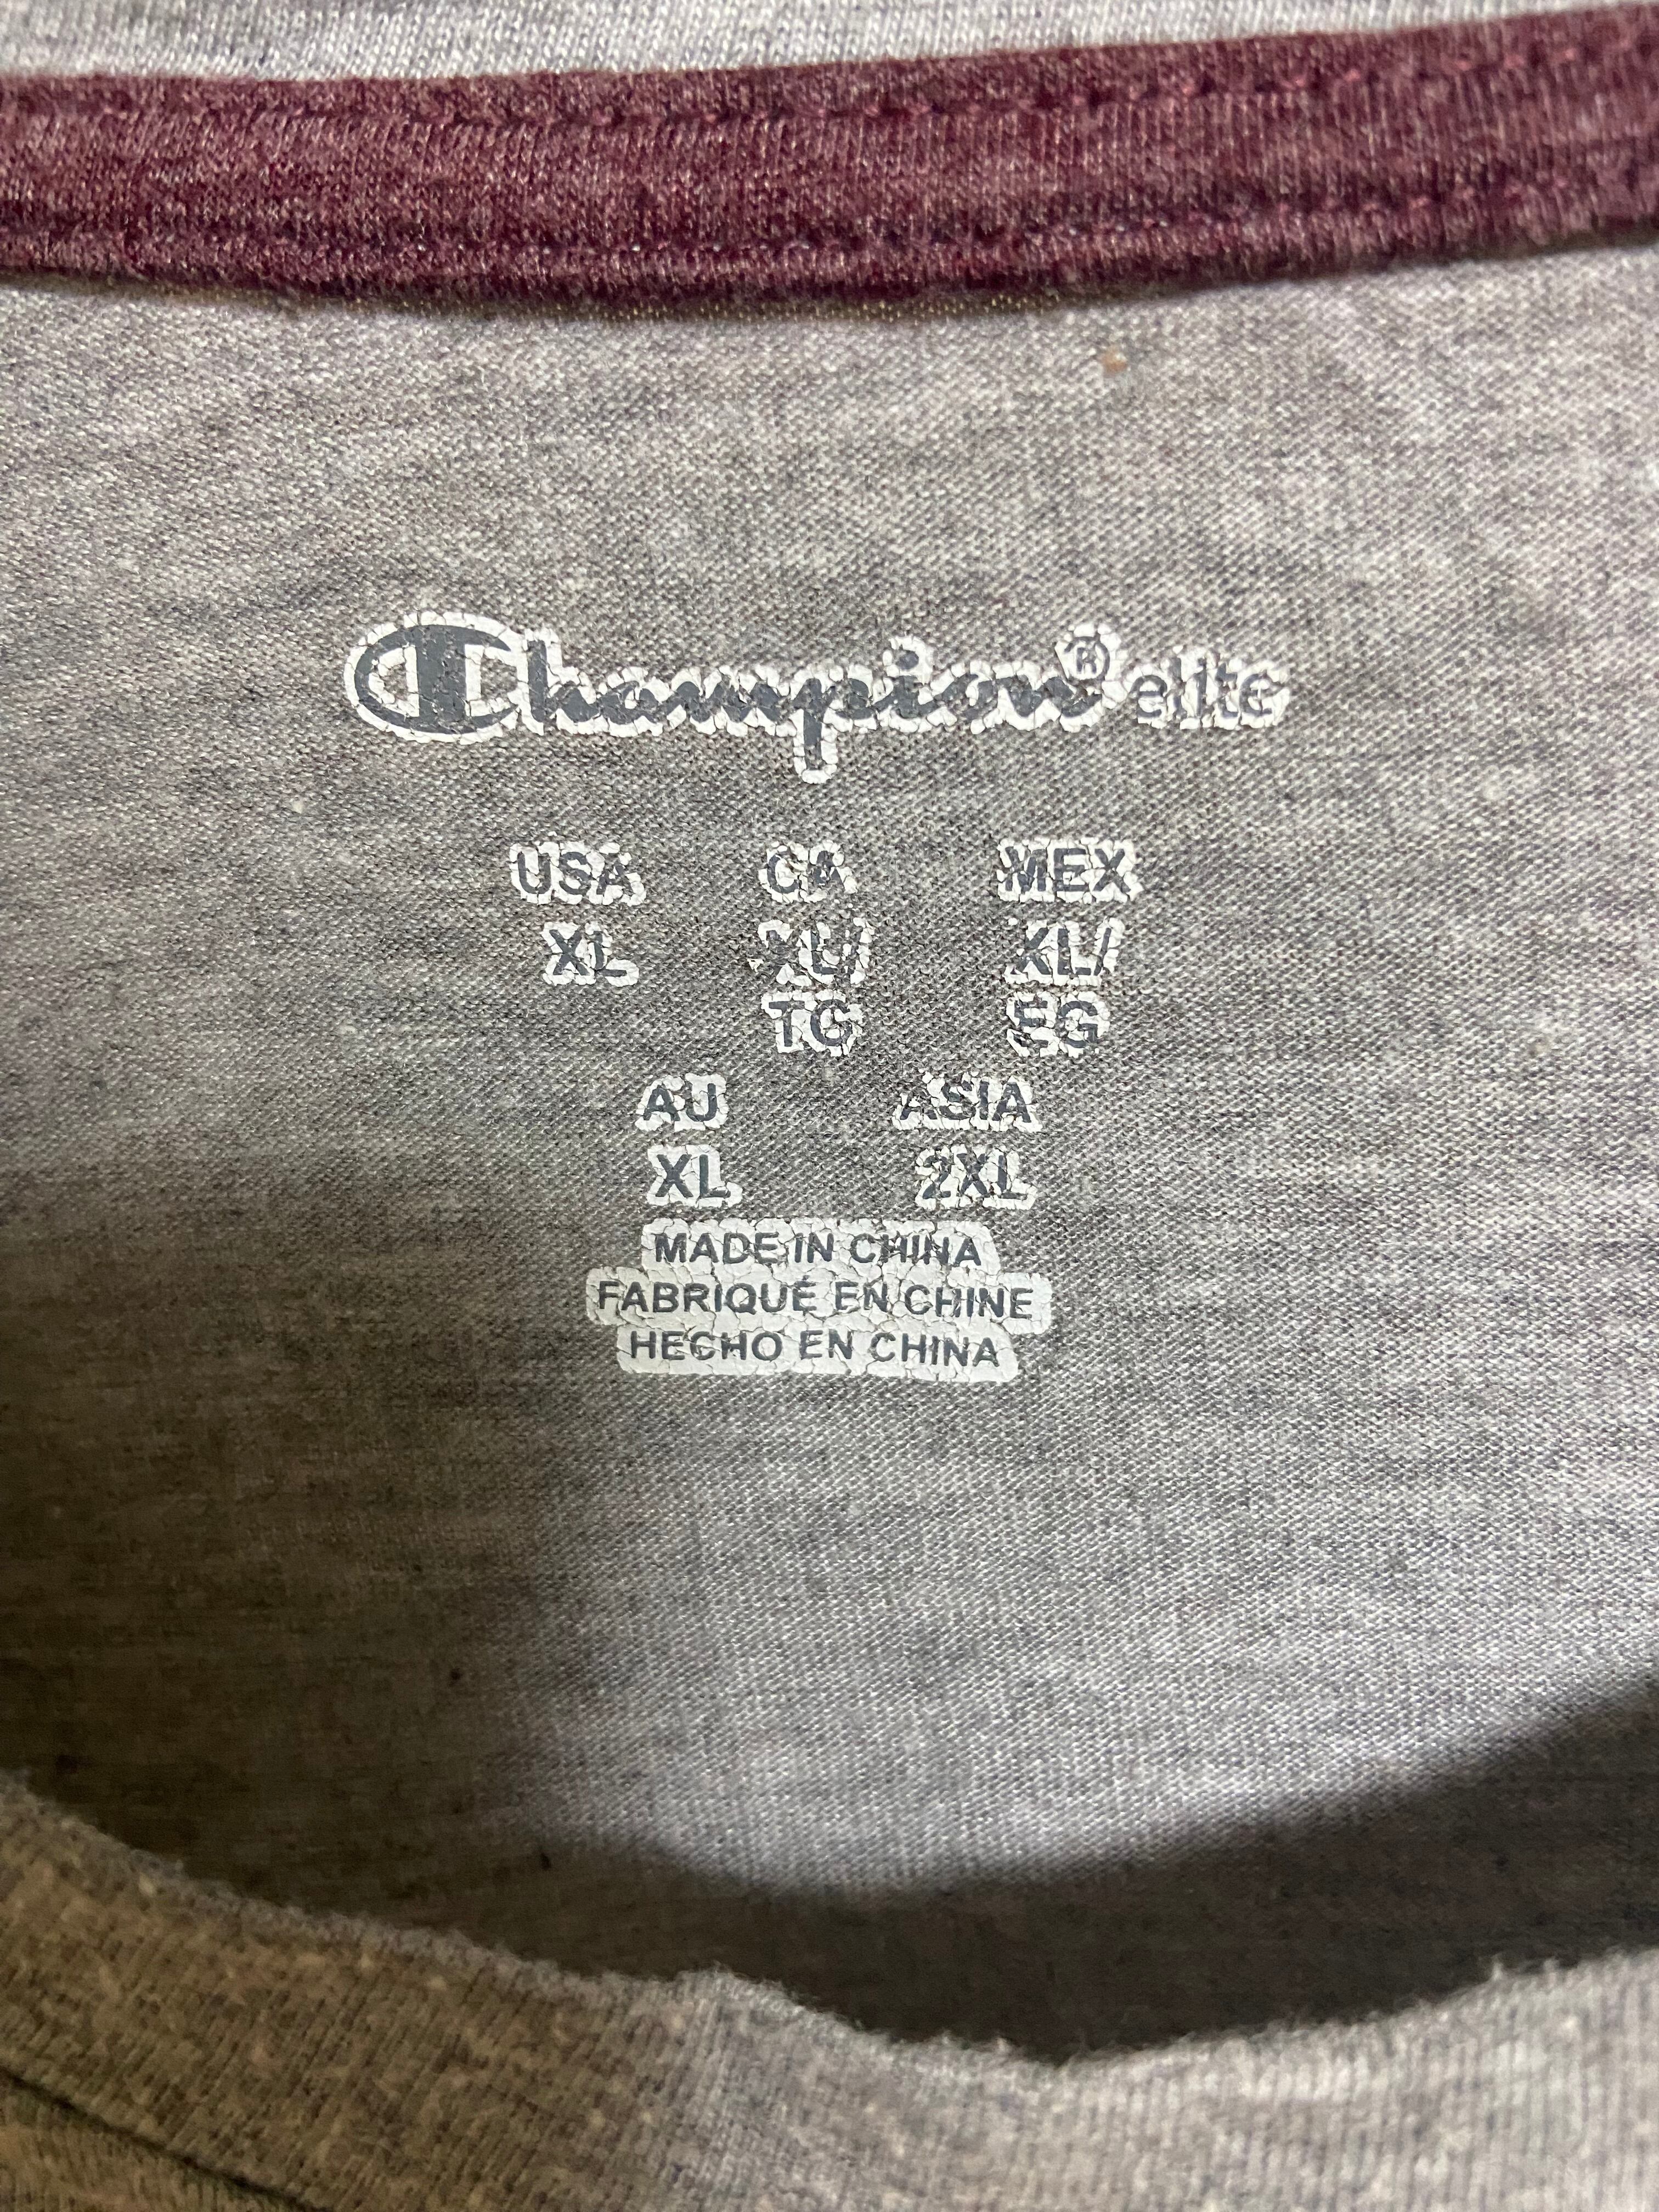 Champion® elite
USA CA MEX
XL XL/ XL/
TG EG
AU ASIA
XL 2XL
MADE IN CHINA
FABRIQUÉ EN CHINE
HECHO EN CHINA